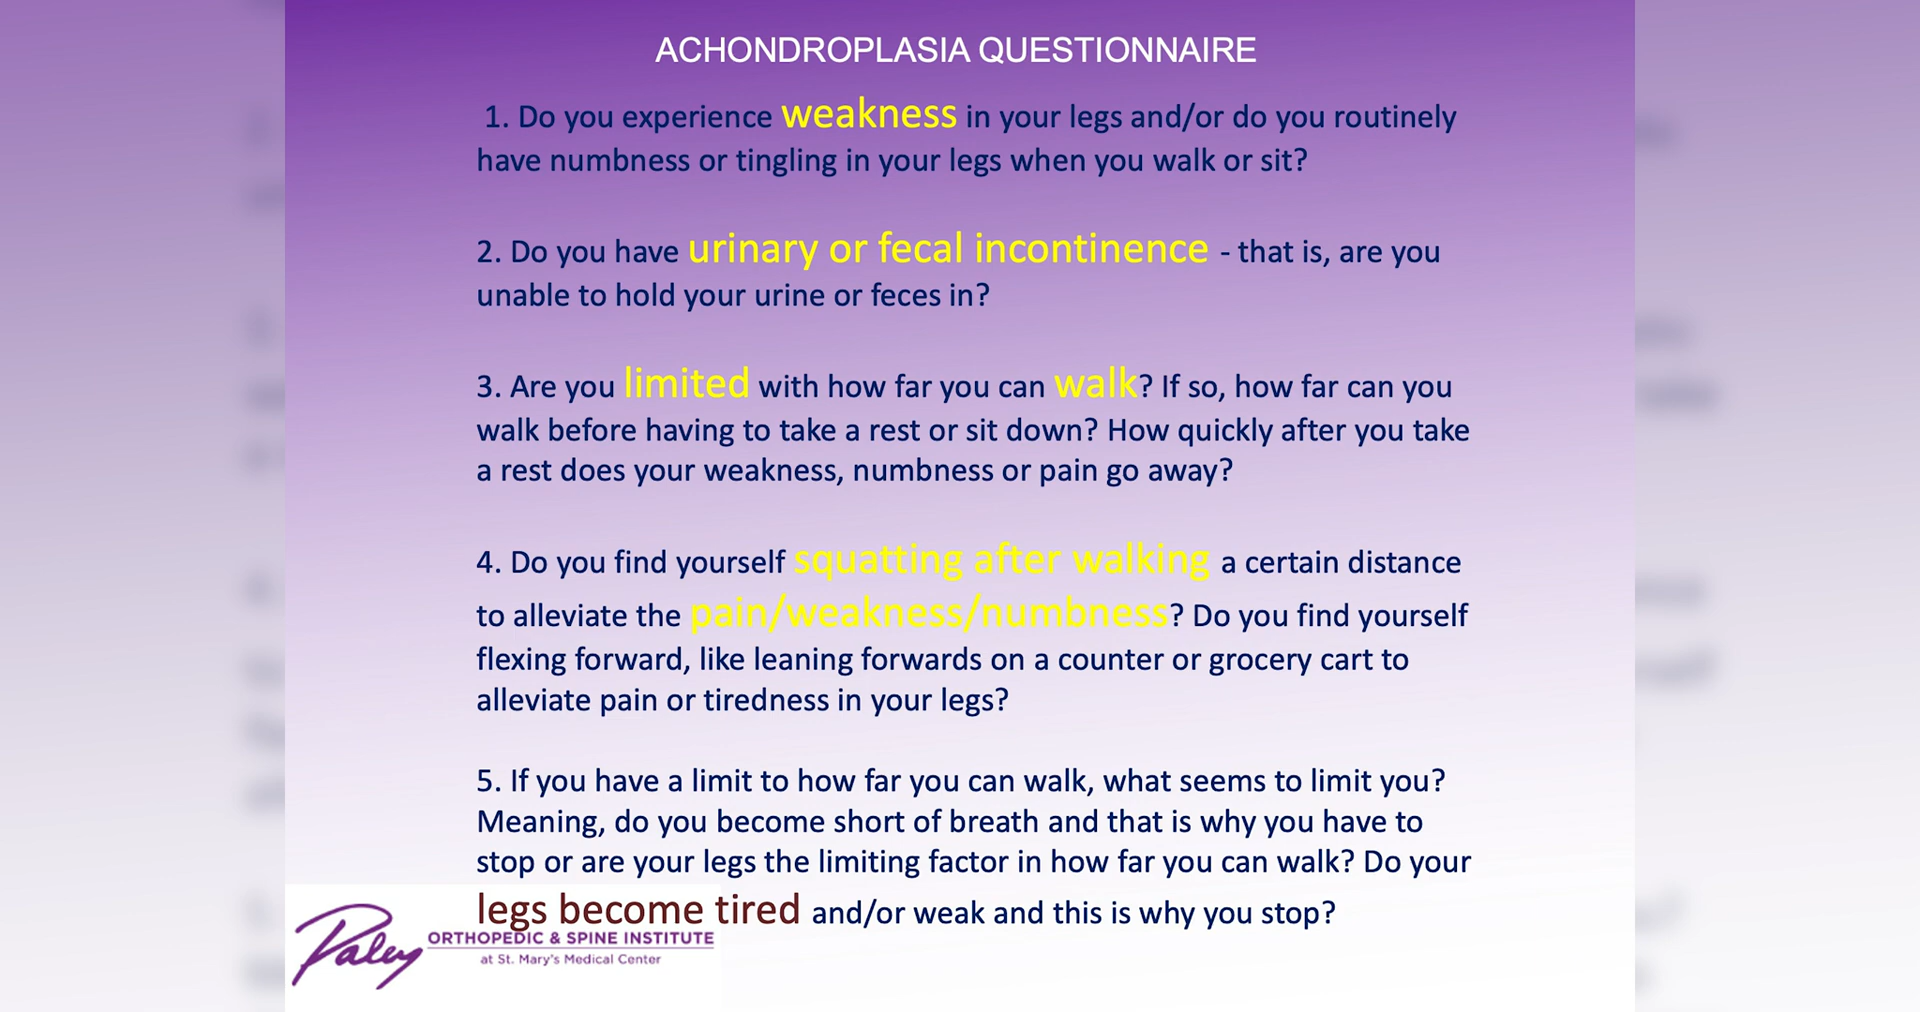 ACHONDROPLASIA QUESTIONNAIRE
1. Do you experience weakness in your legs and/or do you routinely
have numbness or tingling in your legs when you walk or sit?
2. Do you have urinary or fecal incontinence - that is, are you
unable to hold your urine or feces in?
3. Are you limited with how far you can walk? If so, how far can you
walk before having to take a rest or sit down? How quickly after you take
a rest does your weakness, numbness or pain go away?
4. Do you find yourself squatting after walking a certain distance
to alleviate the pain/weakness/numbness? Do you find yourself
flexing forward, like leaning forwards on a counter or grocery cart to
alleviate pain or tiredness in your legs?
5. If you have a limit to how far you can walk, what seems to limit you?
Meaning, do you become short of breath and that is why you have to
stop or are your legs the limiting factor in how far you can walk? Do your
legs become tired and/or weak and this is why you stop?
Paley
ORTHOPEDIC & SPINE INSTITUTE
at St. Mary's Medical Center